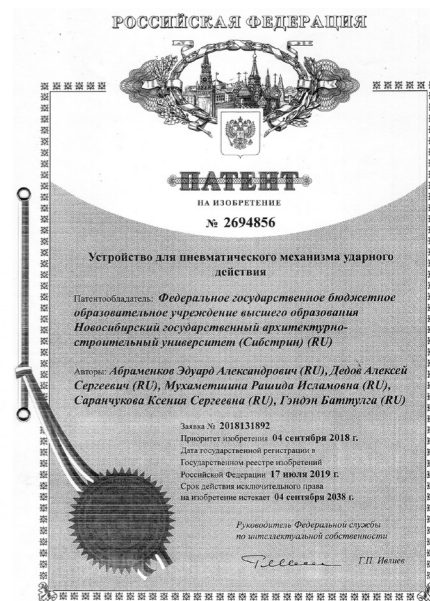 РОССИЙСКАЯ ФЕДЕРАЦИЯ
ПАТЕНТ
НА ИЗОБРЕТЕНИЕ
№ 2694856
Устройство для пневматического механизма ударного
действия
Патентообладатель: Федеральное государственное бюджетное
образовательное учреждение высшего образования
Новосибирский государственный архитектурно-
строительный университет (Сибстрин) (RU)
Авторы: Абраменков Эдуард Александрович (RU), Дедов Алексей
Сергеевич (RU), Мухаметшина Рашида Исламовна (RU),
Саранчукова Ксения Сергеевна (RU), Гэндэн Баттулга (RU)
Заявка № 2018131892
Приоритет изобретения 04 сентября 2018 г.
Дата государственной регистрации в
Государственном реестре изобретений
Российской Федерации 17 июля 2019 г.
Срок действия исключительного права
на изобретение истекает 04 сентября 2038 г.
Руководитель Федеральной службы
по интеллектуальной собственности
Г.П. Ивлиев